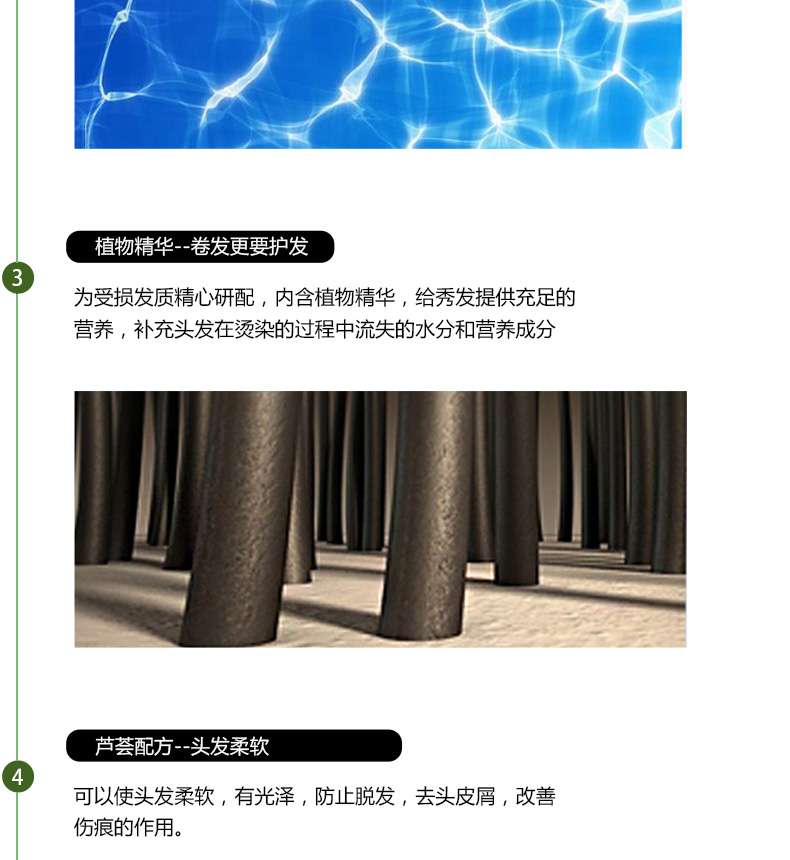 植物精华--卷发更要护发
3
为受损发质精心研配，内含植物精华，给秀发提供充足的
营养，补充头发在烫染的过程中流失的水分和营养成分
芦荟配方--头发柔软
4
可以使头发柔软，有光泽，防止脱发，去头皮屑，改善
伤痕的作用。